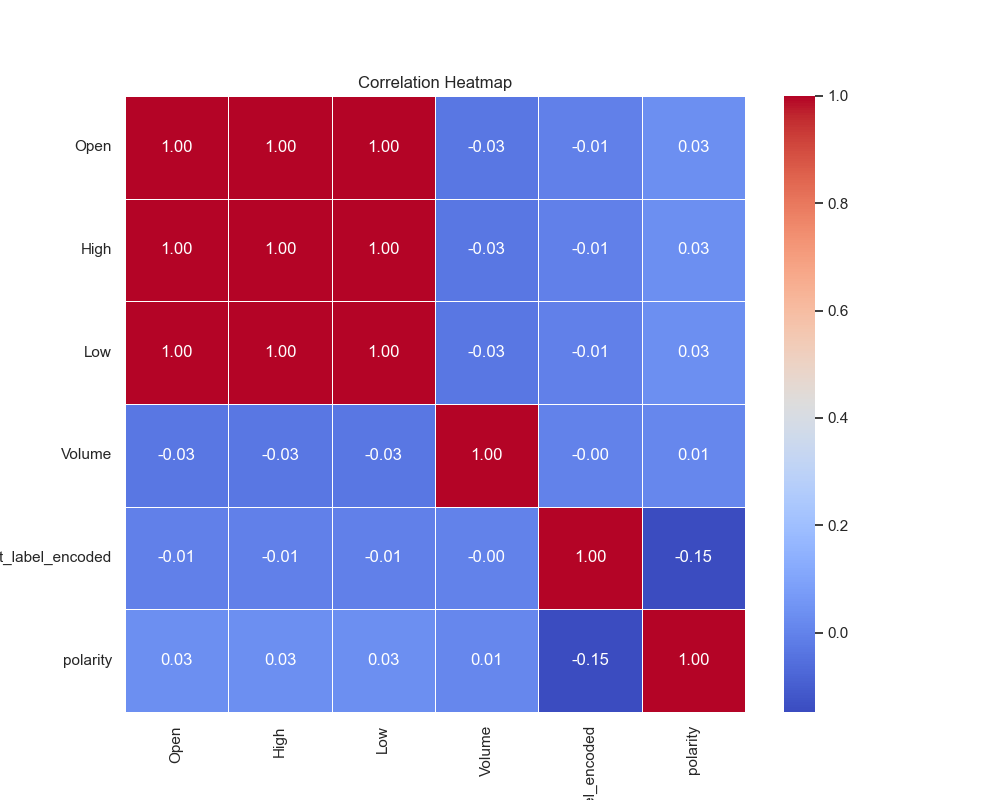 Correlation Heatmap
Open 1.00 1.00 1.00 -0.03 -0.01 0.03
High 1.00 1.00 1.00 -0.03 -0.01 0.03
Low 1.00 1.00 1.00 -0.03 -0.01 0.03
Volume -0.03 -0.03 -0.03 1.00 -0.00 0.01
t_label_encoded -0.01 -0.01 -0.01 -0.00 1.00 -0.15
polarity 0.03 0.03 0.03 0.01 -0.15 1.00
Open High Low Volume el_encoded polarity
1.0
0.8
0.6
0.4
0.2
0.0